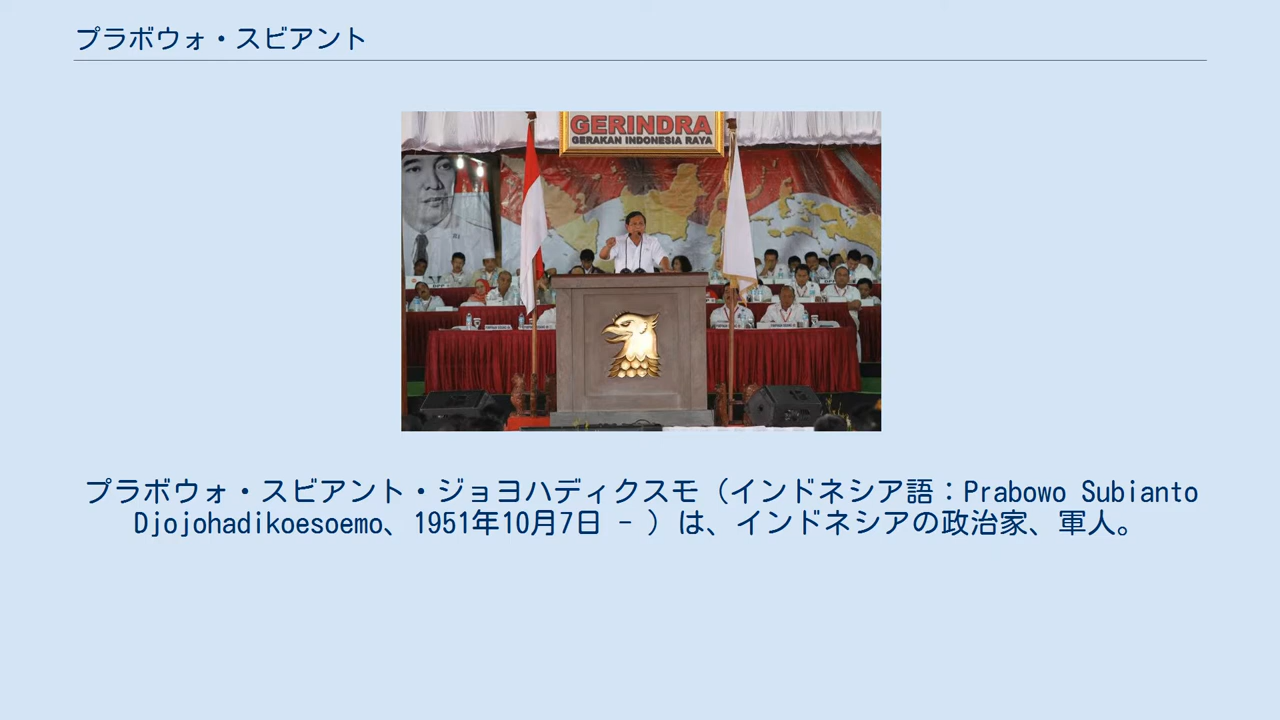 プラボウォ・スビアント
GERINDRA
GERAKAN INDONESIA RAYA
プラボウォ・スビアント・ジョヨハディクスモ（インドネシア語：Prabowo Subianto
Djojohadikoesoemo、1951年10月7日 - ）は、インドネシアの政治家、軍人。